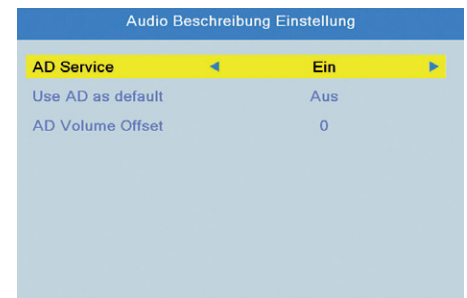 Audio Beschreibung Einstellung
AD Service Ein
Use AD as default Aus
AD Volume Offset 0